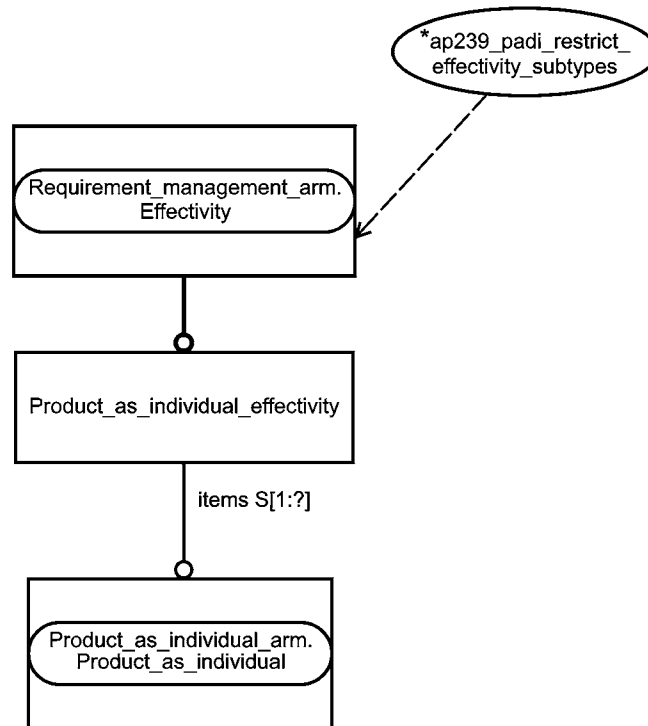 *ap239_padi_restrict_
effectivity_subtypes
Requirement_management_arm.
Effectivity
Product_as_individual_effectivity
items S[1:?]
Product_as_individual_arm.
Product_as_individual